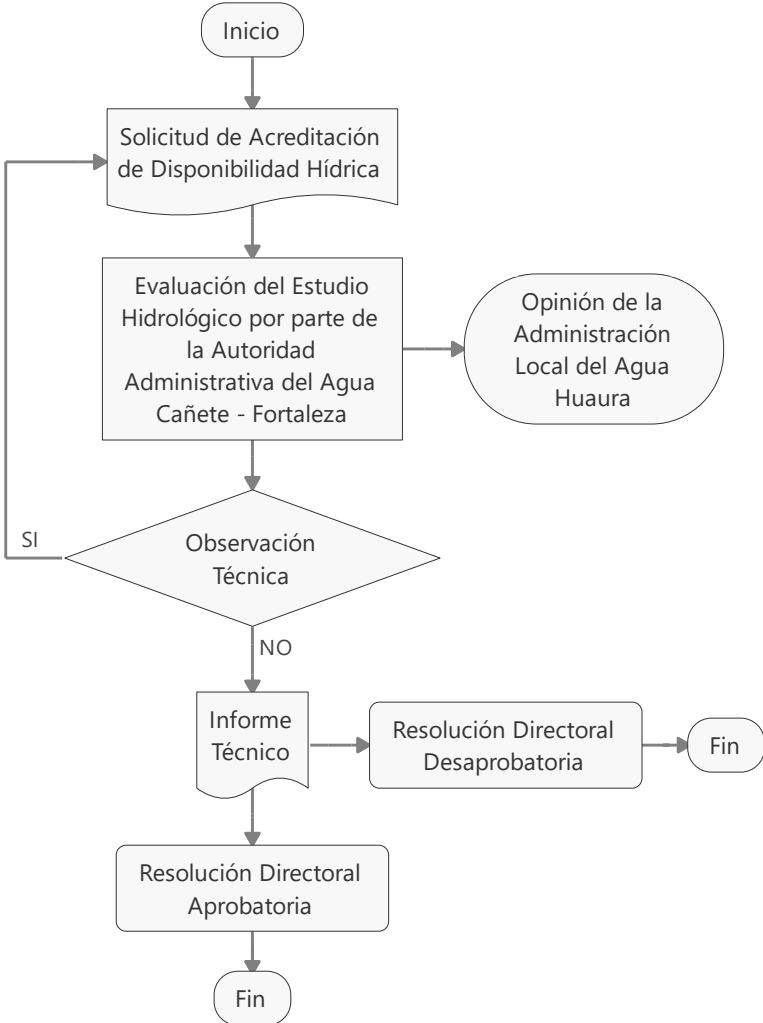 Inicio
Solicitud de Acreditación
de Disponibilidad Hídrica
Evaluación del Estudio
Hidrológico por parte de
la Autoridad
Administrativa del Agua
Cañete - Fortaleza
Opinión de la
Administración
Local del Agua
Huaura
SI
Observación
Técnica
NO
Informe
Técnico
Resolución Directoral
Desaprobatoria
Fin
Resolución Directoral
Aprobatoria
Fin